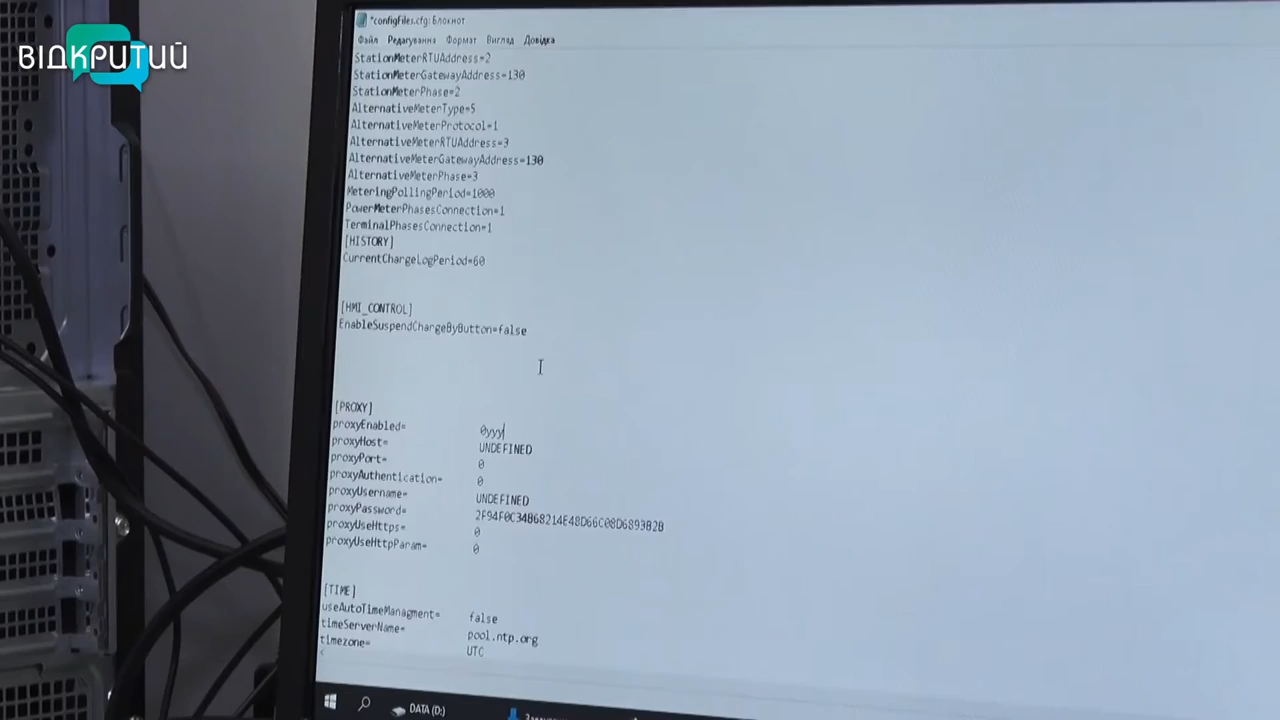 ВІДКРИТИЙ
*configFiles.cfg: Блокнот
Файл Редагування Формат Вигляд Довідка
StationMeterRTUAddress=2
StationMeterGatewayAddress=130
StationMeterPhase=2
AlternativeMeterType=5
AlternativeMeterProtocol=1
AlternativeMeterRTUAddress=3
AlternativeMeterGatewayAddress=130
AlternativeMeterPhase=3
MeteringPollingPeriod=1000
PowerMeterPhasesConnection=1
TerminalPhasesConnection=1
[HISTORY]
CurrentChargeLogPeriod=60
[HMI_CONTROL]
EnableSuspendChargeByButton=false
[PROXY]
proxyEnabled= 0yyy
proxyHost= UNDEFINED
proxyPort= 0
proxyAuthentication= 0
proxyUsername= UNDEFINED
proxyPassword= 2F94F0C34B68214E48D66C08D6893B2B
proxyUseHttps= 0
proxyUseHttpParam= 0
[TIME]
useAutoTimeManagment= false
timeServerName= pool.ntp.org
timezone= UTC
DATA (D:)